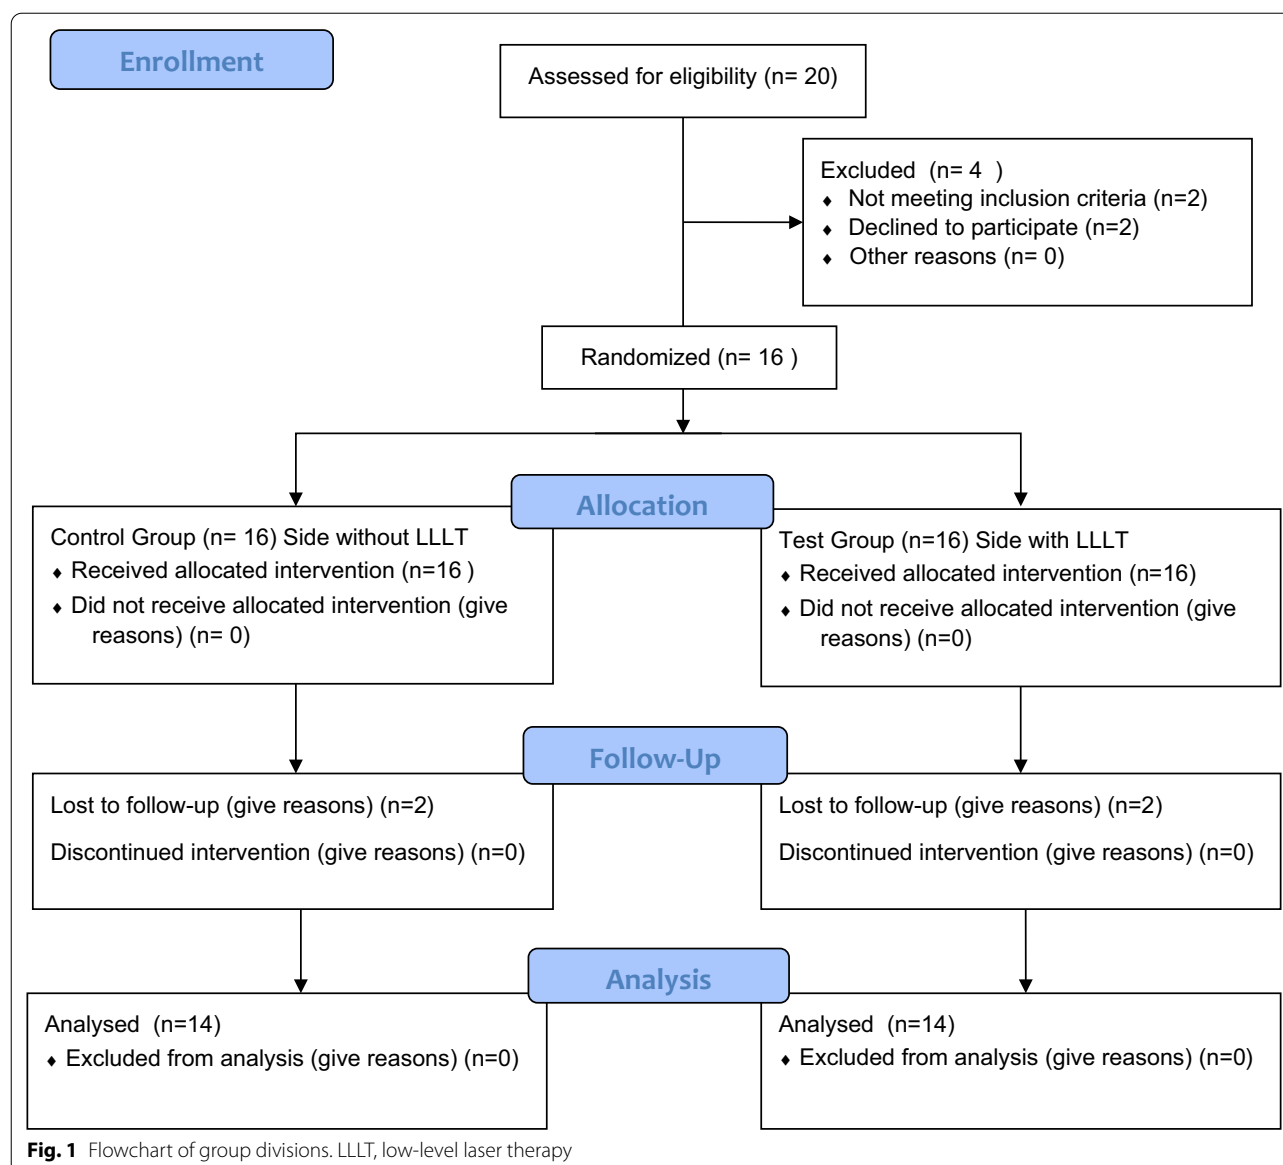 Enrollment
Assessed for eligibility (n= 20)
Excluded (n= 4 )
♦ Not meeting inclusion criteria (n=2)
♦ Declined to participate (n=2)
♦ Other reasons (n= 0)
Randomized (n= 16 )
Allocation
Control Group (n= 16) Side without LLLT
♦ Received allocated intervention (n=16 )
♦ Did not receive allocated intervention (give
reasons) (n= 0)
Test Group (n=16) Side with LLLT
♦ Received allocated intervention (n=16)
♦ Did not receive allocated intervention (give
reasons) (n=0)
Follow-Up
Lost to follow-up (give reasons) (n=2)
Discontinued intervention (give reasons) (n=0)
Lost to follow-up (give reasons) (n=2)
Discontinued intervention (give reasons) (n=0)
Analysis
Analysed (n=14)
♦ Excluded from analysis (give reasons) (n=0)
Analysed (n=14)
♦ Excluded from analysis (give reasons) (n=0)
Fig. 1 Flowchart of group divisions. LLLT, low-level laser therapy